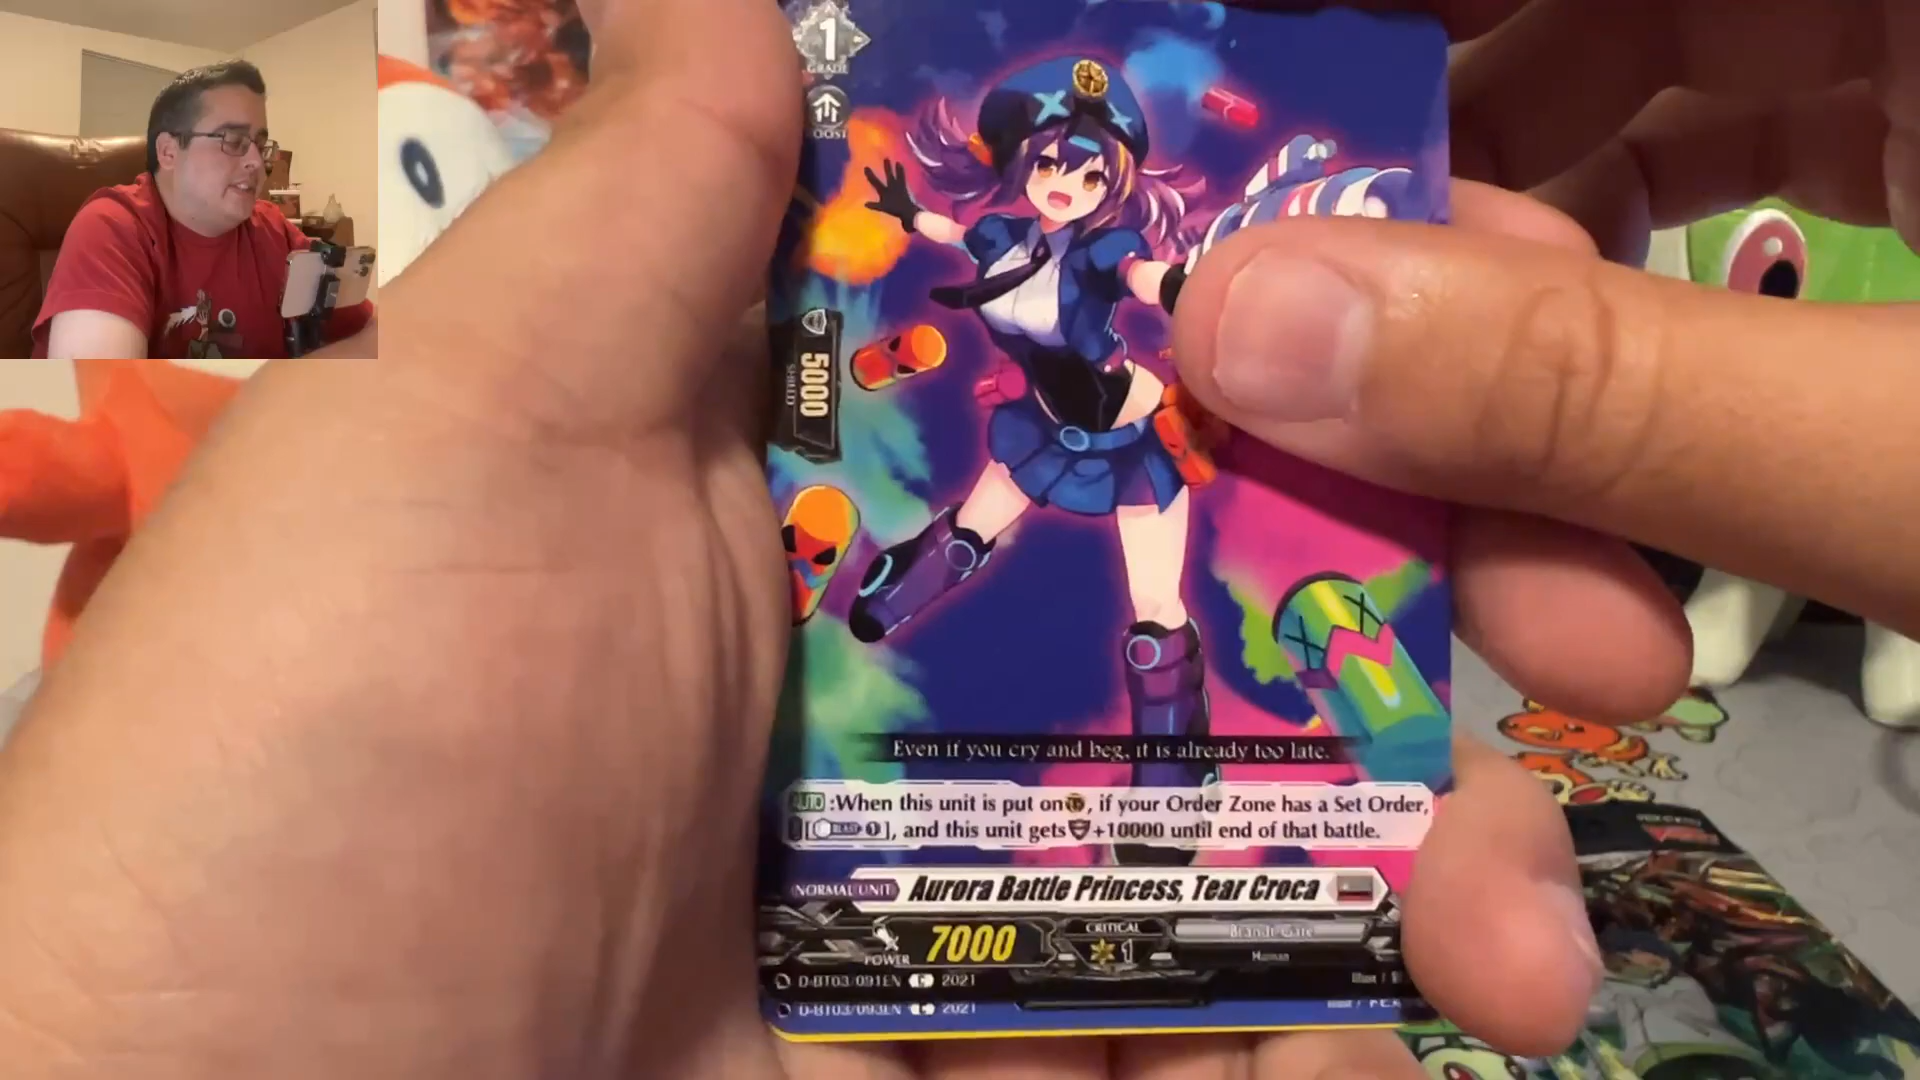 1
GRADE
BOOST
5000
SHIELD
Even if you cry and beg, it is already too late.
AUTO :When this unit is put on , if your Order Zone has a Set Order,
[ BLAST 1 ], and this unit gets +10000 until end of that battle.
NORMAL UNIT Aurora Battle Princess, Tear Croca
POWER 7000 CRITICAL 1 Brandt Gate
Human
D-BT03/091EN C 2021 Illust /
D-BT03/093EN C 2021